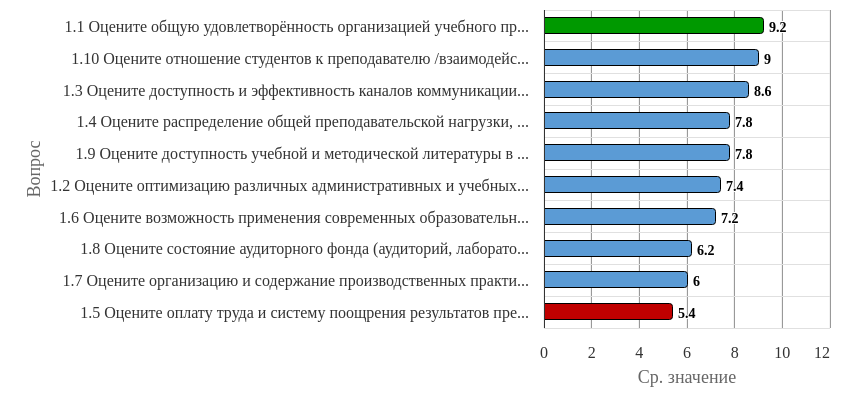 1.1 Оцените общую удовлетворённость организацией учебного пр... 9.2
1.10 Оцените отношение студентов к преподавателю /взаимодейс... 9
1.3 Оцените доступность и эффективность каналов коммуникации... 8.6
1.4 Оцените распределение общей преподавательской нагрузки, ... 7.8
1.9 Оцените доступность учебной и методической литературы в ... 7.8
1.2 Оцените оптимизацию различных административных и учебных... 7.4
1.6 Оцените возможность применения современных образовательн... 7.2
1.8 Оцените состояние аудиторного фонда (аудиторий, лаборато... 6.2
1.7 Оцените организацию и содержание производственных практи... 6
1.5 Оцените оплату труда и систему поощрения результатов пре... 5.4
Вопрос
0 2 4 6 8 10 12
Ср. значение